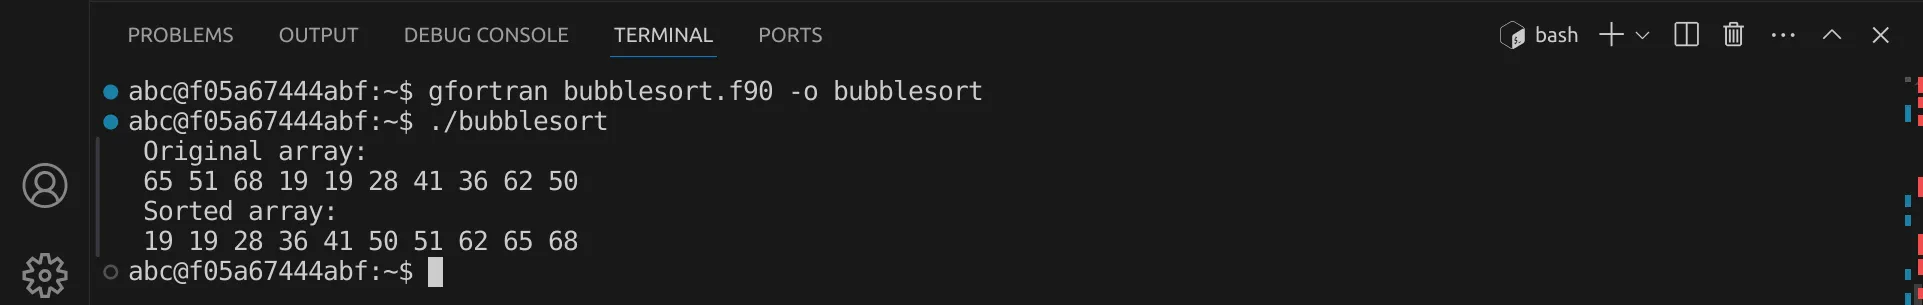 PROBLEMS OUTPUT DEBUG CONSOLE TERMINAL PORTS bash
abc@f05a67444abf:~$ gfortran bubblesort.f90 -o bubblesort
abc@f05a67444abf:~$ ./bubblesort
Original array:
65 51 68 19 19 28 41 36 62 50
Sorted array:
19 19 28 36 41 50 51 62 65 68
abc@f05a67444abf:~$